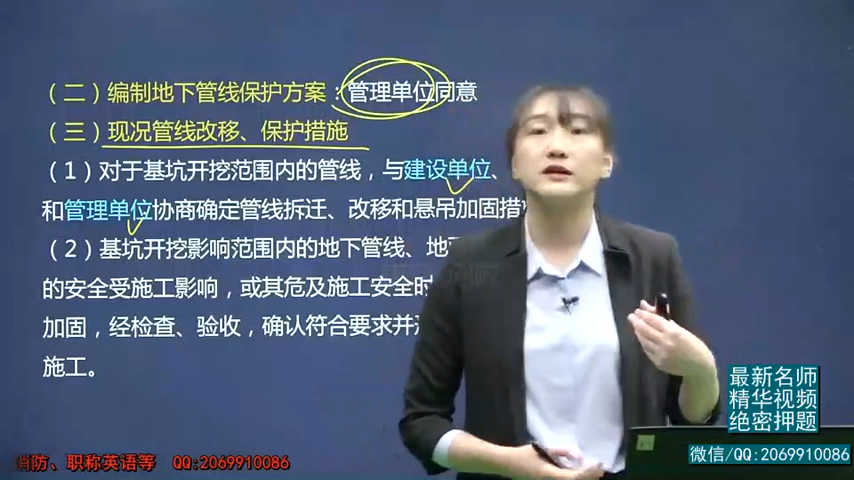 （二）编制地下管线保护方案：管理单位同意
（三）现况管线改移、保护措施
（1）对于基坑开挖范围内的管线，与建设单位、
和管理单位协商确定管线拆迁、改移和悬吊加固措
（2）基坑开挖影响范围内的地下管线、地
的安全受施工影响，或其危及施工安全时
加固，经检查、验收，确认符合要求并
施工。
最新名师
精华视频
绝密押题
微信/QQ:2069910086
消防、职称英语等 QQ:2069910086